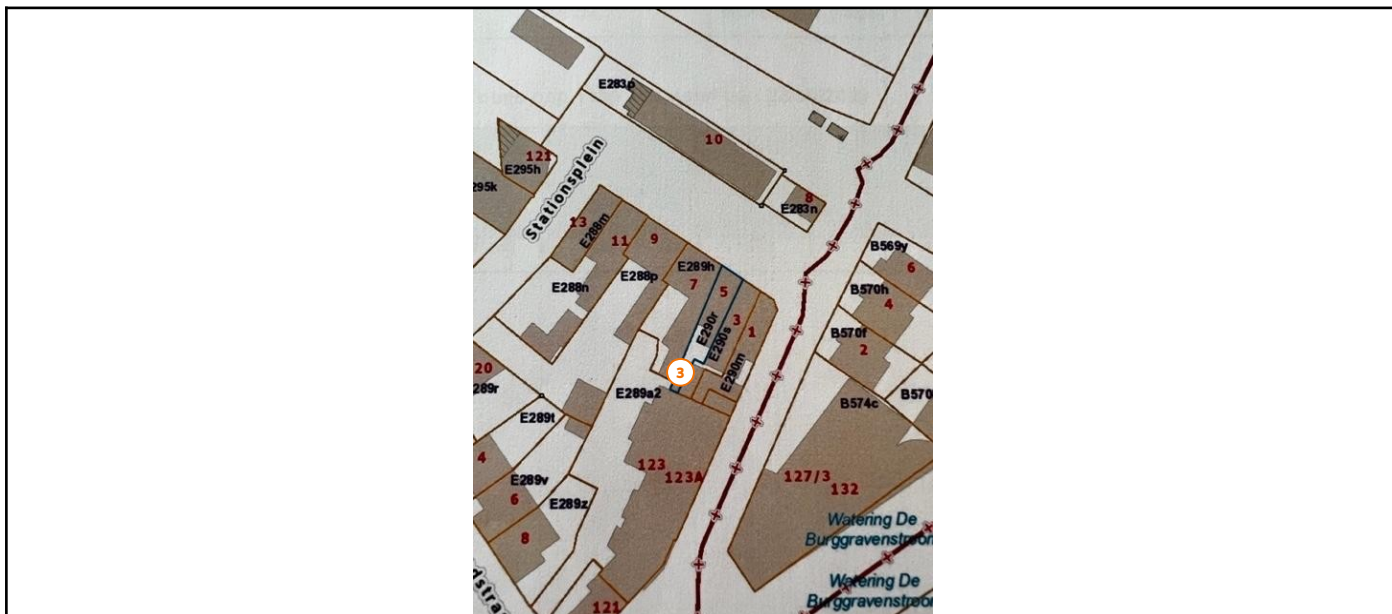 E283p
10
121
E295h
295k
Stationsplein
8
E283n
13
E288m
11
9
E289h
7
5
3
1
E288p
E288n
E290r
E290s
E290m
B569y
6
B570h
4
B570f
2
B570
B574c
3
20
289r
E289a2
E289t
4
E289v
6
E289z
8
123
123A
127/3
132
Watering De
Burggravenstroom
Watering De
Burggravenstroom
121